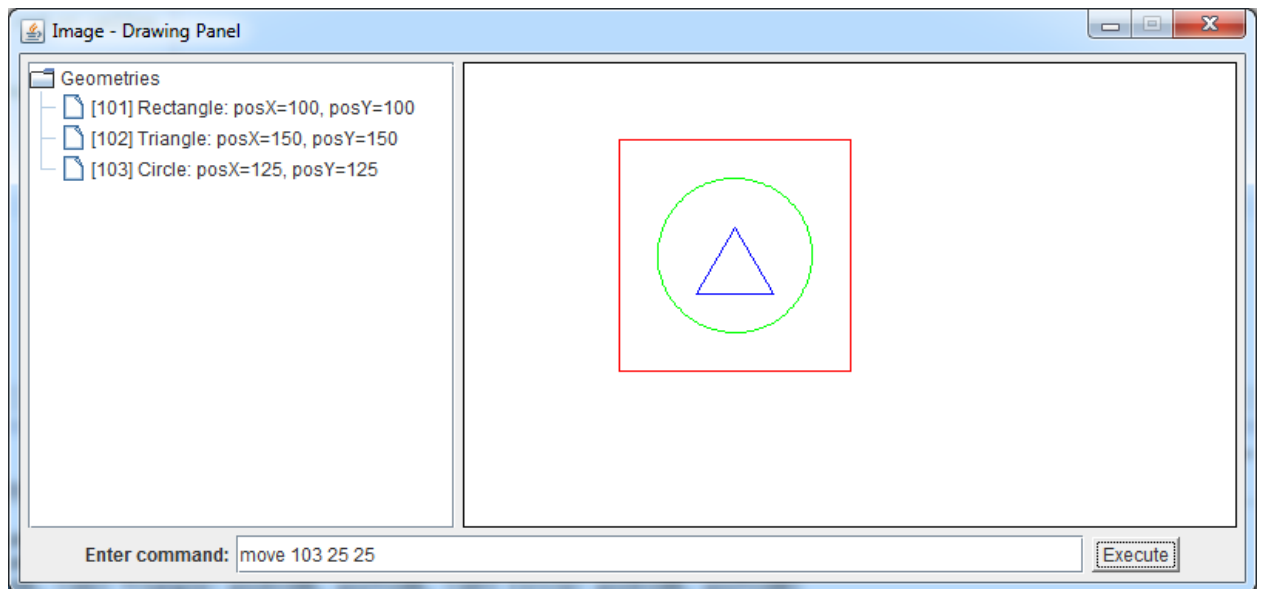 Image - Drawing Panel
Geometries
[101] Rectangle: posX=100, posY=100
[102] Triangle: posX=150, posY=150
[103] Circle: posX=125, posY=125
Enter command: move 103 25 25 Execute